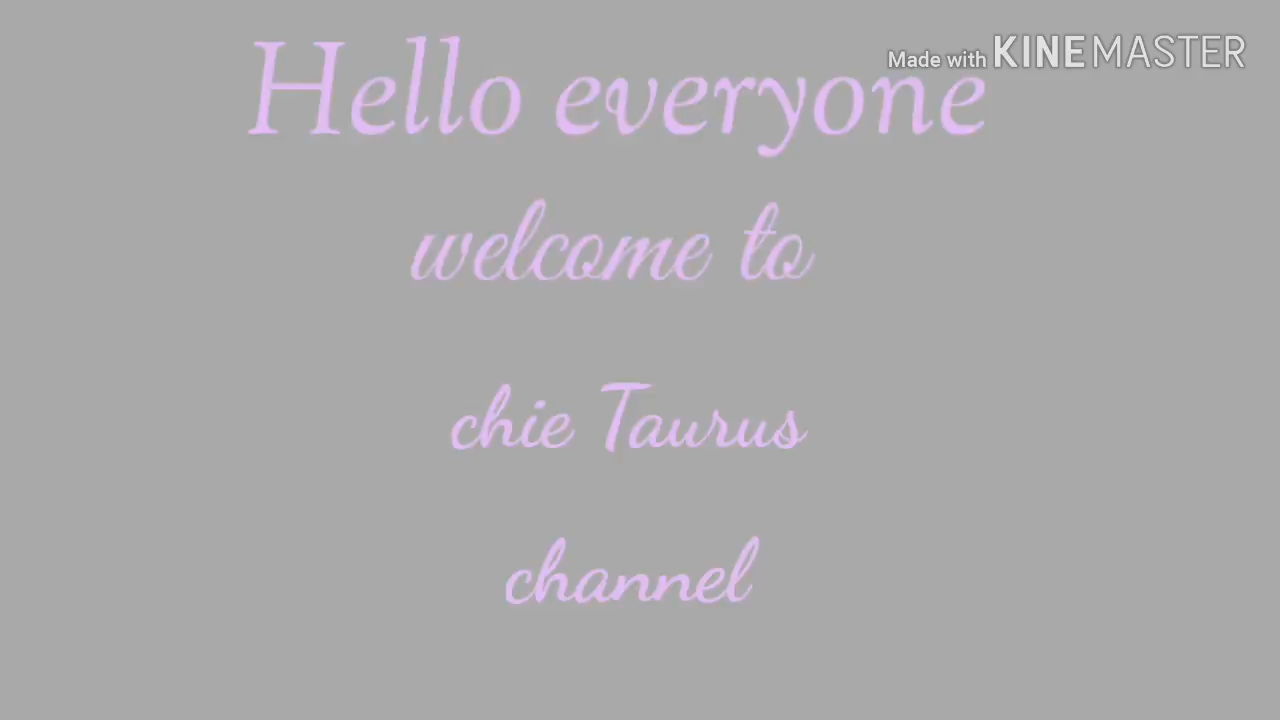 Made with KINEMASTER
Hello everyone
welcome to
chie Taurus
channel